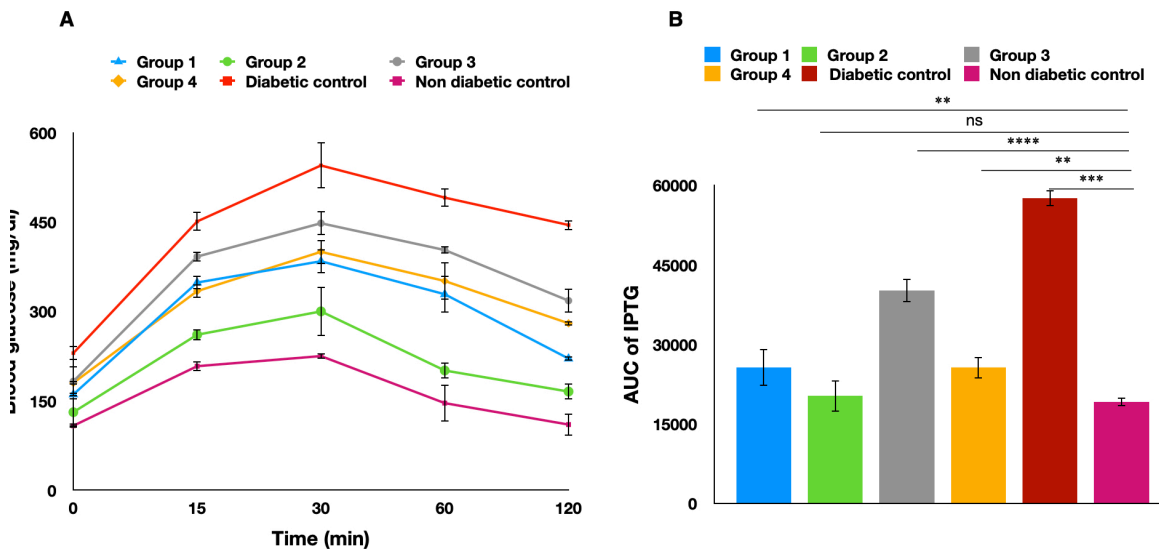 A
Group 1 Group 2 Group 3
Group 4 Diabetic control Non diabetic control
600
450
300
150
0
0 15 30 60 120
Time (min)
B
Group 1 Group 2 Group 3
Group 4 Diabetic control Non diabetic control
**
ns
****
**
***
AUC of IPTG
60000
45000
30000
15000
0